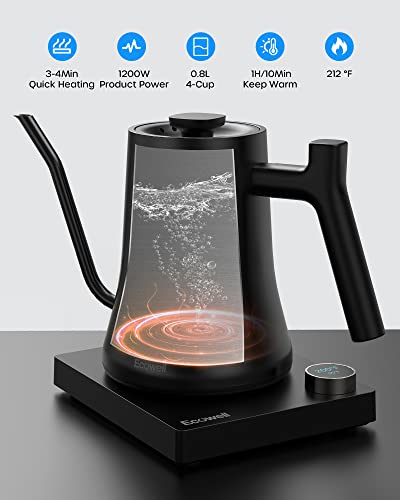 3-4Min
Quick Heating
1200W
Product Power
0.8L
4-Cup
1H/10Min
Keep Warm
212 °F
Ecowell
Ecowell